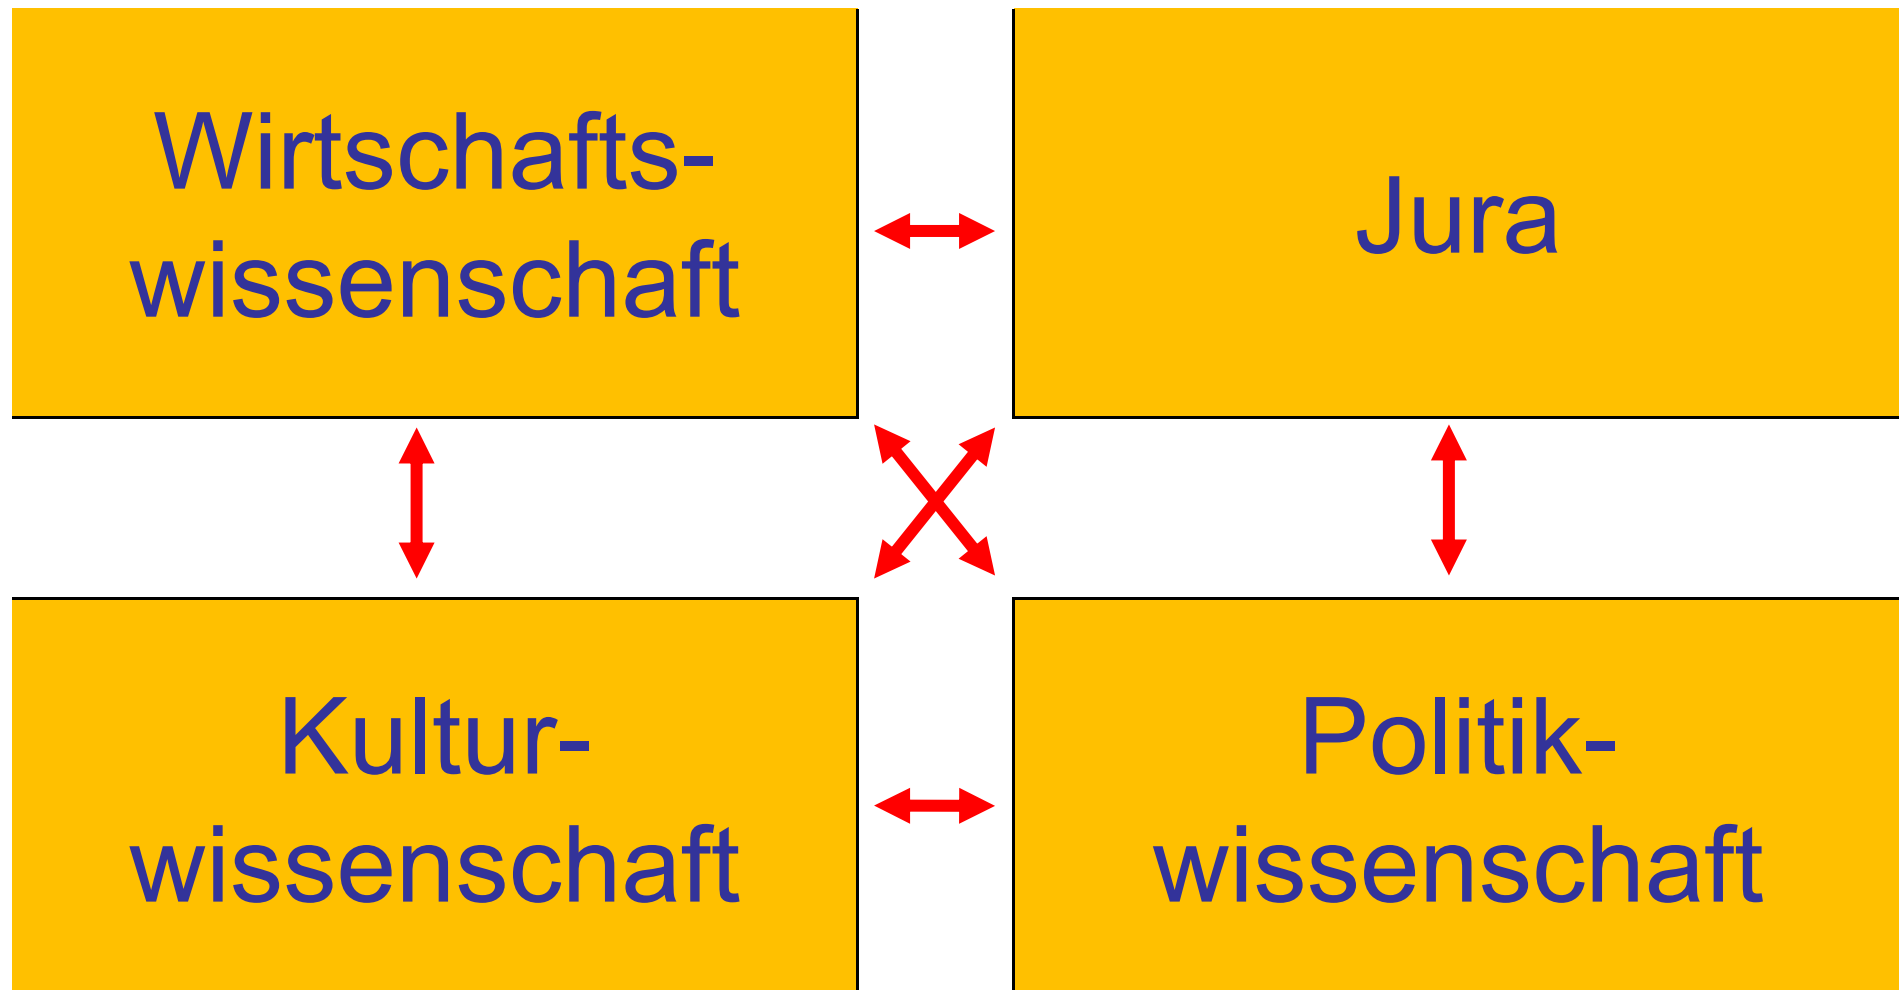 Wirtschafts-
wissenschaft
Jura
Kultur-
wissenschaft
Politik-
wissenschaft